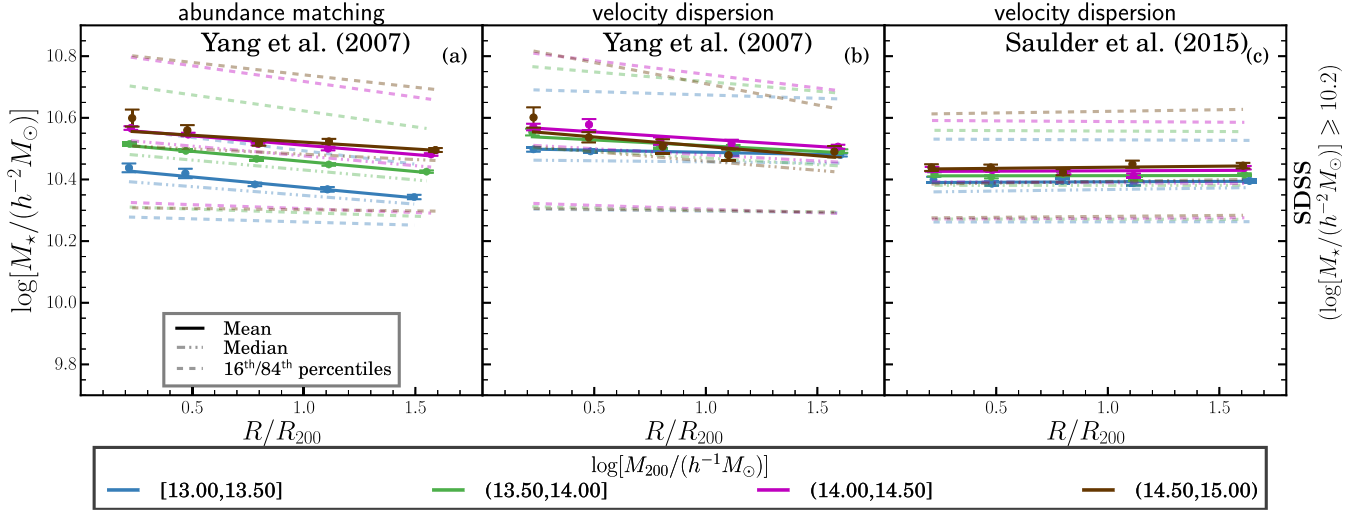 abundance matching
velocity dispersion
velocity dispersion
Yang et al. (2007)
(a)
Yang et al. (2007)
(b)
Saulder et al. (2015)
(c)
log[M⋆/(h⁻²M⊙)]
10.8
10.6
10.4
10.2
10.0
9.8
Mean
Median
16th/84th percentiles
SDSS
(log[M⋆/(h⁻²M⊙)] ⩾ 10.2)
0.5
1.0
1.5
0.5
1.0
1.5
0.5
1.0
1.5
R/R₂₀₀
R/R₂₀₀
R/R₂₀₀
log[M₂₀₀/(h⁻¹M⊙)]
[13.00,13.50]
(13.50,14.00]
(14.00,14.50]
(14.50,15.00)